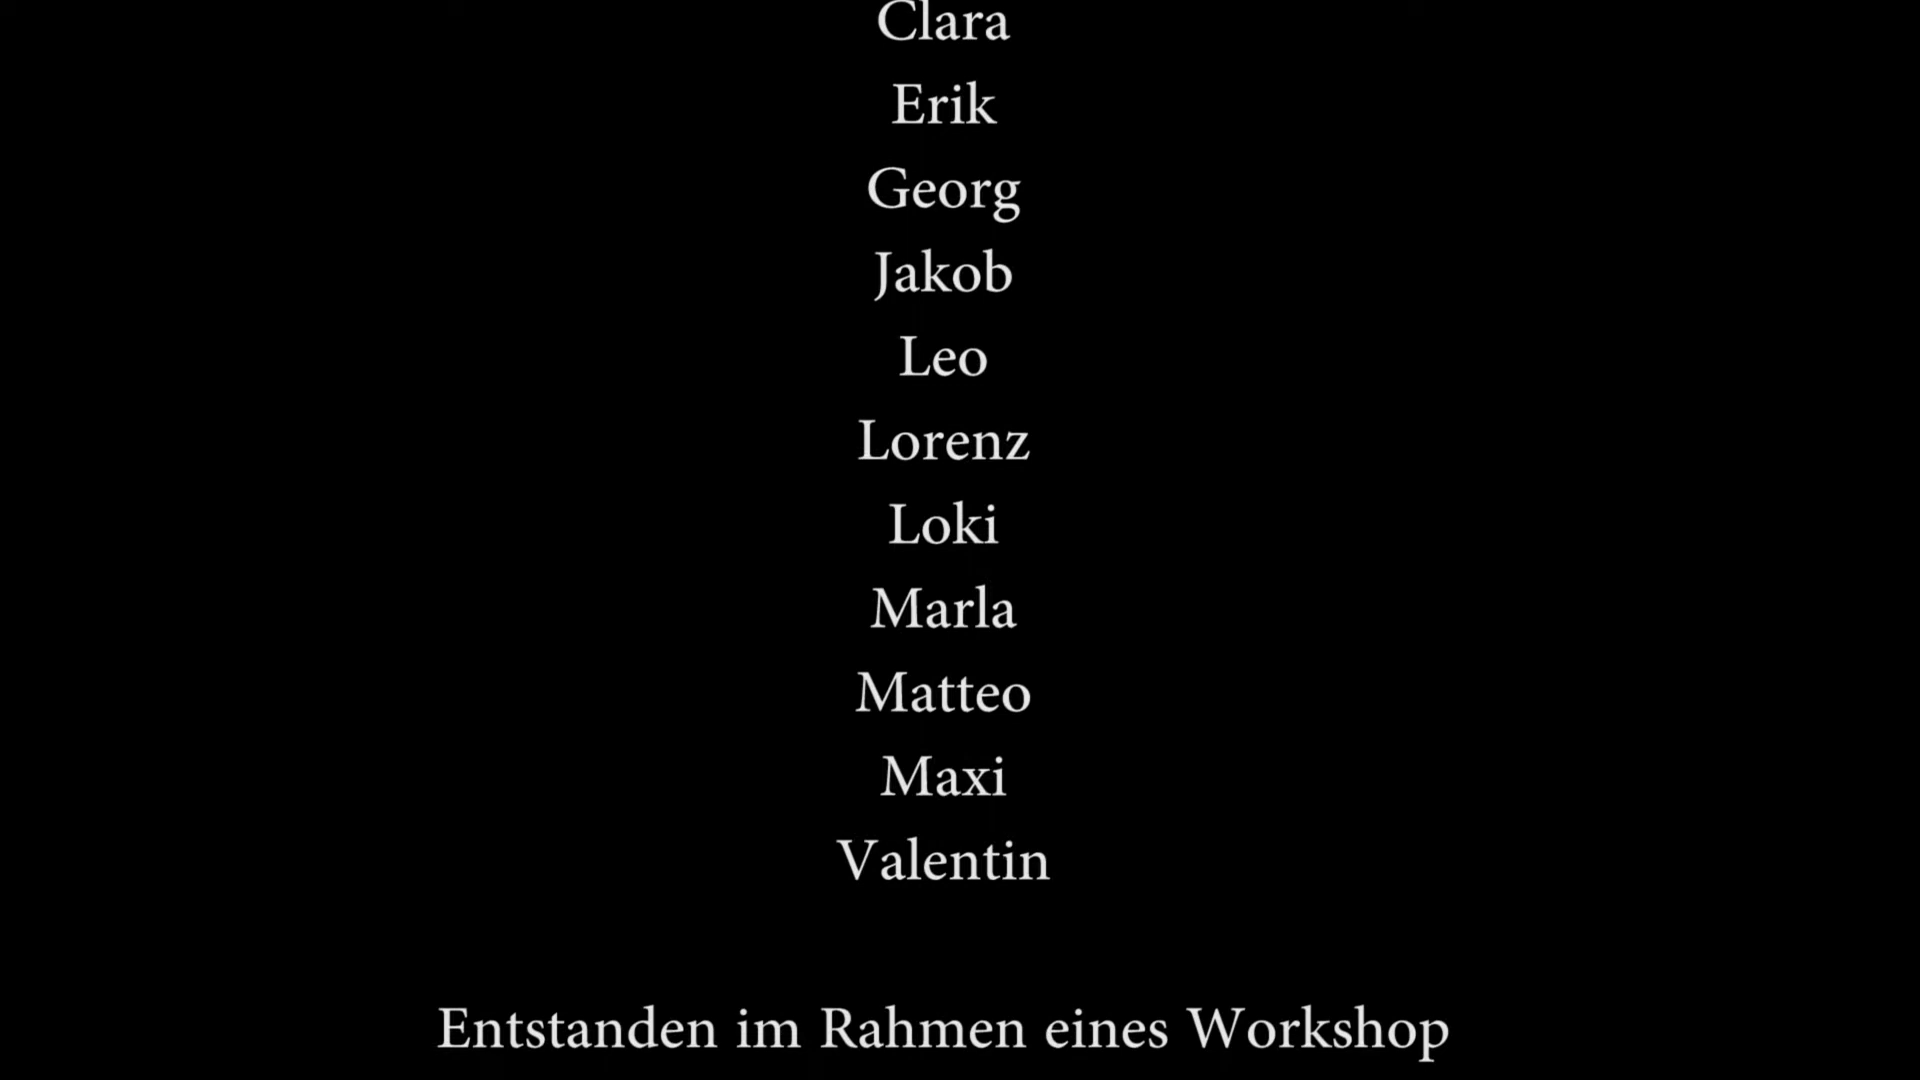 Clara
Erik
Georg
Jakob
Leo
Lorenz
Loki
Marla
Matteo
Maxi
Valentin
Entstanden im Rahmen eines Workshop